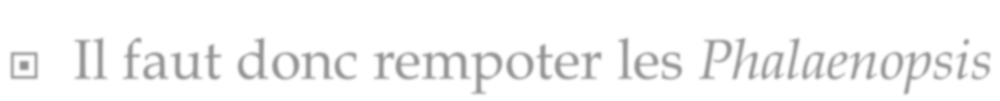 ▣ Il faut donc rempoter les Phalaenopsis